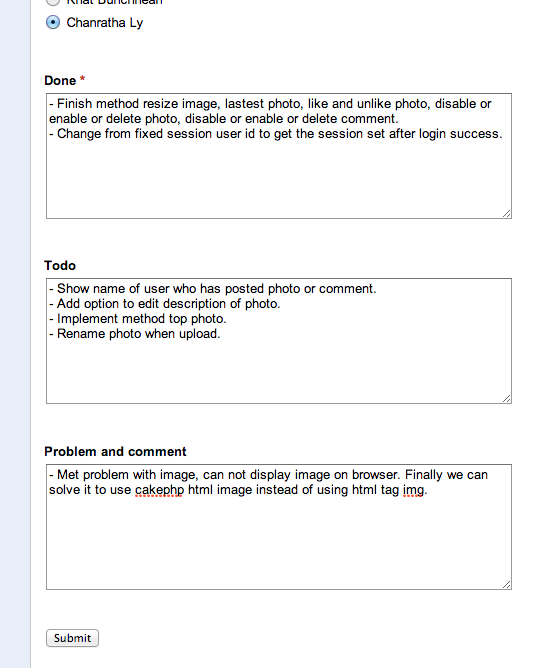 Chanratha Ly
Done *
- Finish method resize image, lastest photo, like and unlike photo, disable or
enable or delete photo, disable or enable or delete comment.
- Change from fixed session user id to get the session set after login success.
Todo
- Show name of user who has posted photo or comment.
- Add option to edit description of photo.
- Implement method top photo.
- Rename photo when upload.
Problem and comment
- Met problem with image, can not display image on browser. Finally we can
solve it to use cakephp html image instead of using html tag img.
Submit